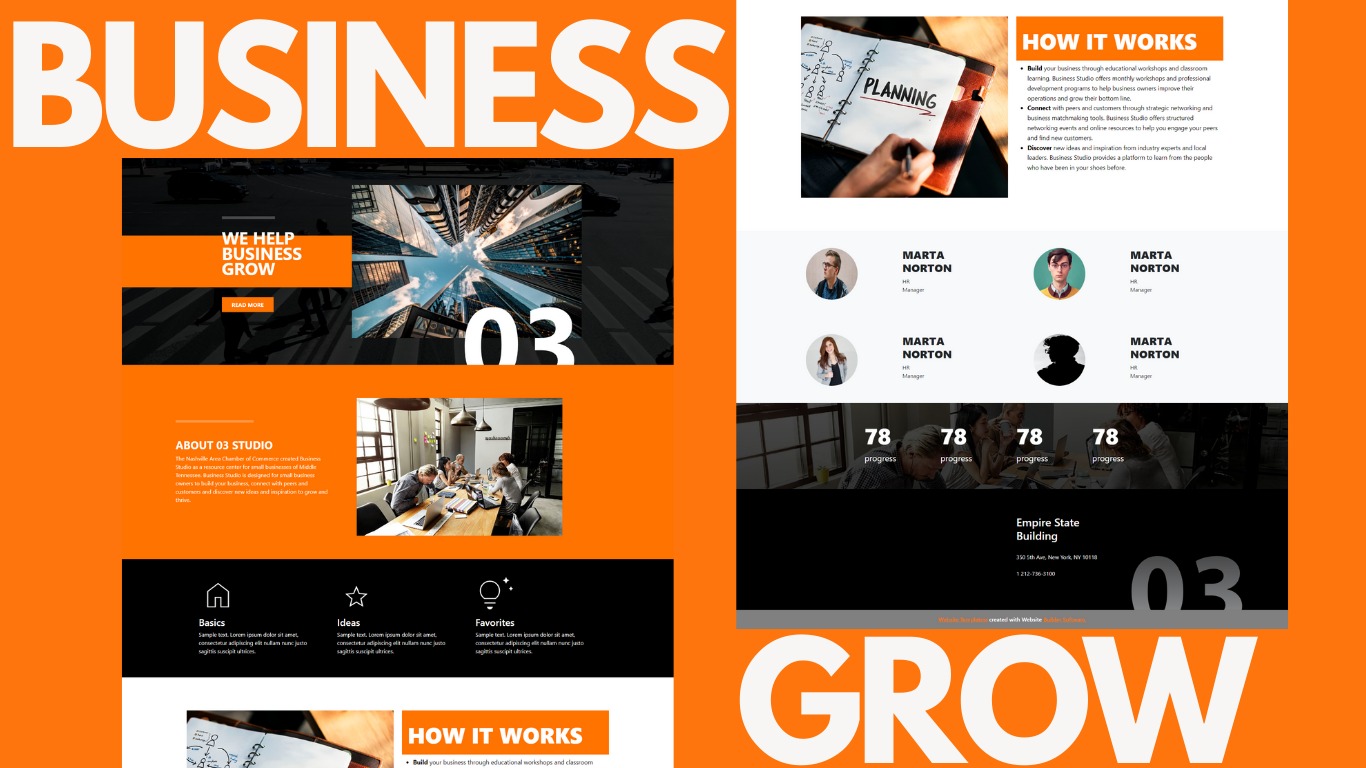 BUSINESS
WE HELP
BUSINESS
GROW
READ MORE
03
ABOUT 03 STUDIO
The Nashville Area Chamber of Commerce created Business
Studio as a resource center for small businesses of Middle
Tennessee. Business Studio is designed for small business
owners to build your business, connect with peers and
customers and discover new ideas and inspiration to grow and
thrive.
Basics
Sample text. Lorem ipsum dolor sit amet,
consectetur adipiscing elit nullam nunc justo
sagittis suscipit ultrices.
Ideas
Sample text. Lorem ipsum dolor sit amet,
consectetur adipiscing elit nullam nunc justo
sagittis suscipit ultrices.
Favorites
Sample text. Lorem ipsum dolor sit amet,
consectetur adipiscing elit nullam nunc justo
sagittis suscipit ultrices.
HOW IT WORKS
• Build your business through educational workshops and classroom
PLANNING
HOW IT WORKS
• Build your business through educational workshops and classroom
learning. Business Studio offers monthly workshops and professional
development programs to help business owners improve their
operations and grow their bottom line.
• Connect with peers and customers through strategic networking and
business matchmaking tools. Business Studio offers structured
networking events and online resources to help you engage your peers
and find new customers.
• Discover new ideas and inspiration from industry experts and local
leaders. Business Studio provides a platform to learn from the people
who have been in your shoes before.
MARTA
NORTON
HR
Manager
MARTA
NORTON
HR
Manager
MARTA
NORTON
HR
Manager
MARTA
NORTON
HR
Manager
78
progress
78
progress
78
progress
78
progress
Empire State
Building
350 5th Ave, New York, NY 10118
1 212-736-3100
03
created with Website Builder Software.
GROW